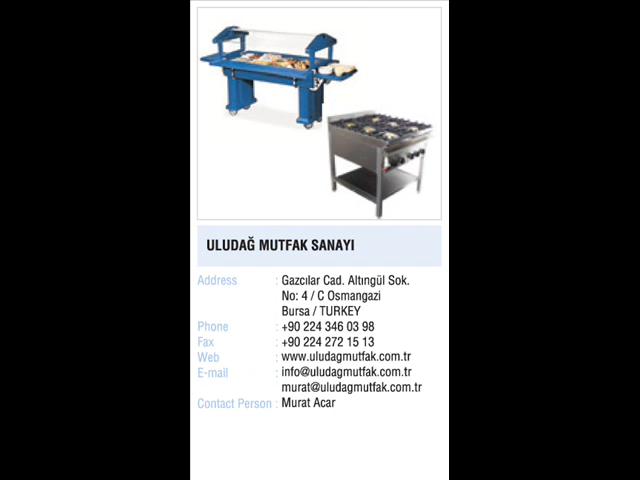 ULUDAĞ MUTFAK SANAYI
Address : Gazcılar Cad. Altıngül Sok.
No: 4 / C Osmangazi
Bursa / TURKEY
Phone : +90 224 346 03 98
Fax : +90 224 272 15 13
Web : www.uludagmutfak.com.tr
E-mail : info@uludagmutfak.com.tr
murat@uludagmutfak.com.tr
Contact Person : Murat Acar